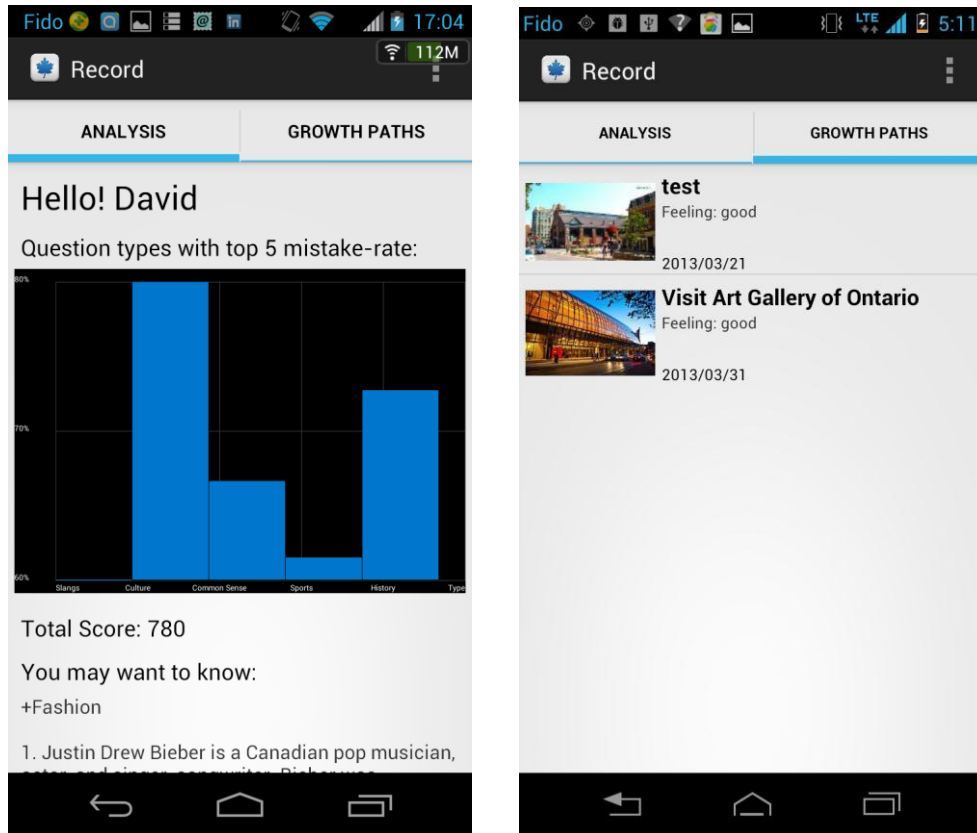 Fido
17:04
112M
Record
ANALYSIS
GROWTH PATHS
Hello! David
Question types with top 5 mistake-rate:
80%
70%
60%
Slangs
Culture
Common Sense
Sports
History
Type
Total Score: 780
You may want to know:
+Fashion
1. Justin Drew Bieber is a Canadian pop musician,
Fido
LTE
5:11
Record
ANALYSIS
GROWTH PATHS
test
Feeling: good
2013/03/21
Visit Art Gallery of Ontario
Feeling: good
2013/03/31